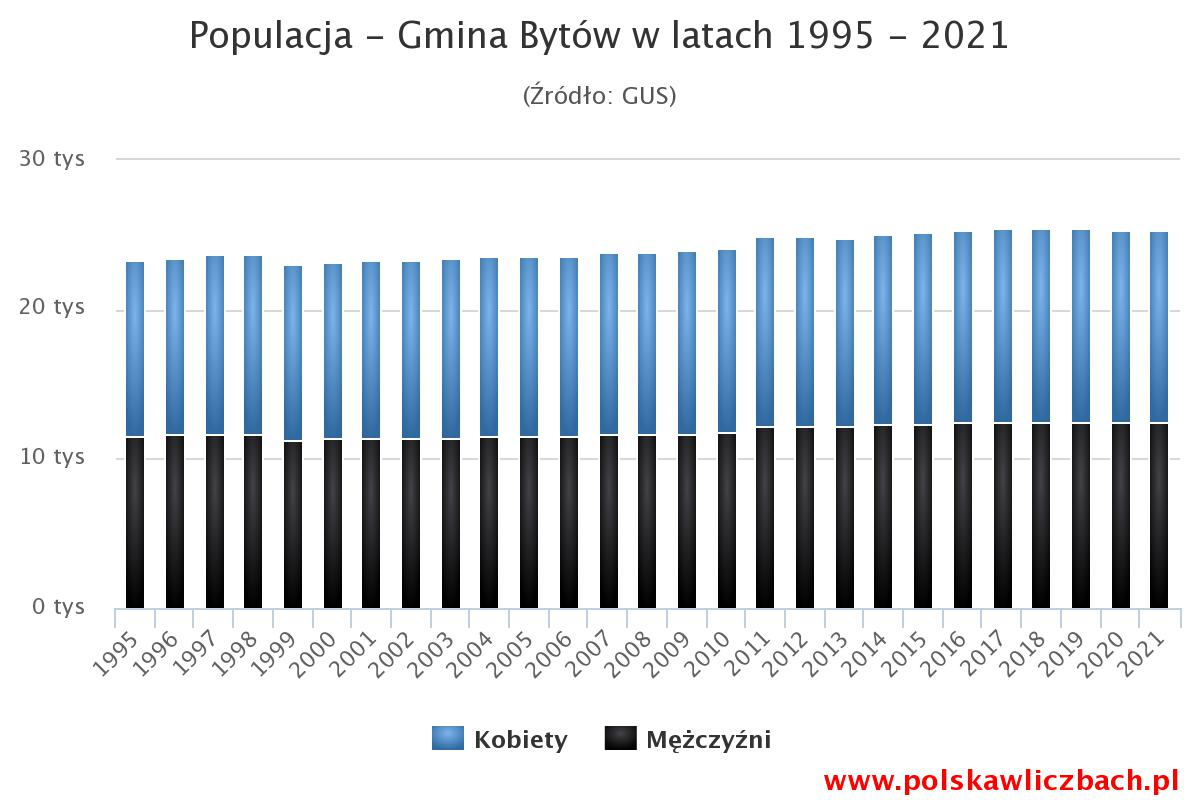 Populacja – Gmina Bytów w latach 1995 – 2021
(Źródło: GUS)
30 tys
20 tys
10 tys
0 tys
1995 1996 1997 1998 1999 2000 2001 2002 2003 2004 2005 2006 2007 2008 2009 2010 2011 2012 2013 2014 2015 2016 2017 2018 2019 2020 2021
Kobiety Mężczyźni
www.polskawliczbach.pl